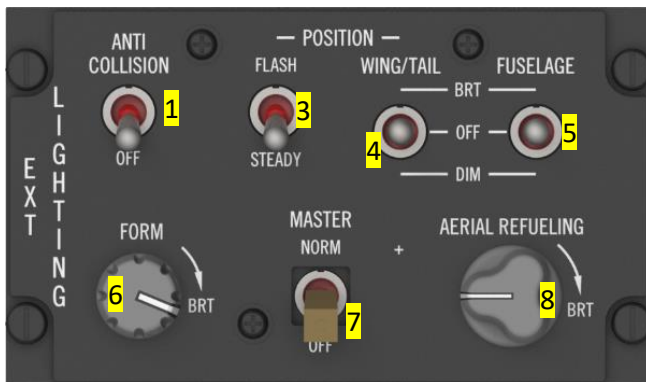 EXT
LIGHTING
ANTI
COLLISION
1
OFF
— POSITION —
FLASH
3
STEADY
WING/TAIL
FUSELAGE
BRT
4
OFF
5
DIM
FORM
6
BRT
MASTER
NORM
7
OFF
+
AERIAL REFUELING
8
BRT